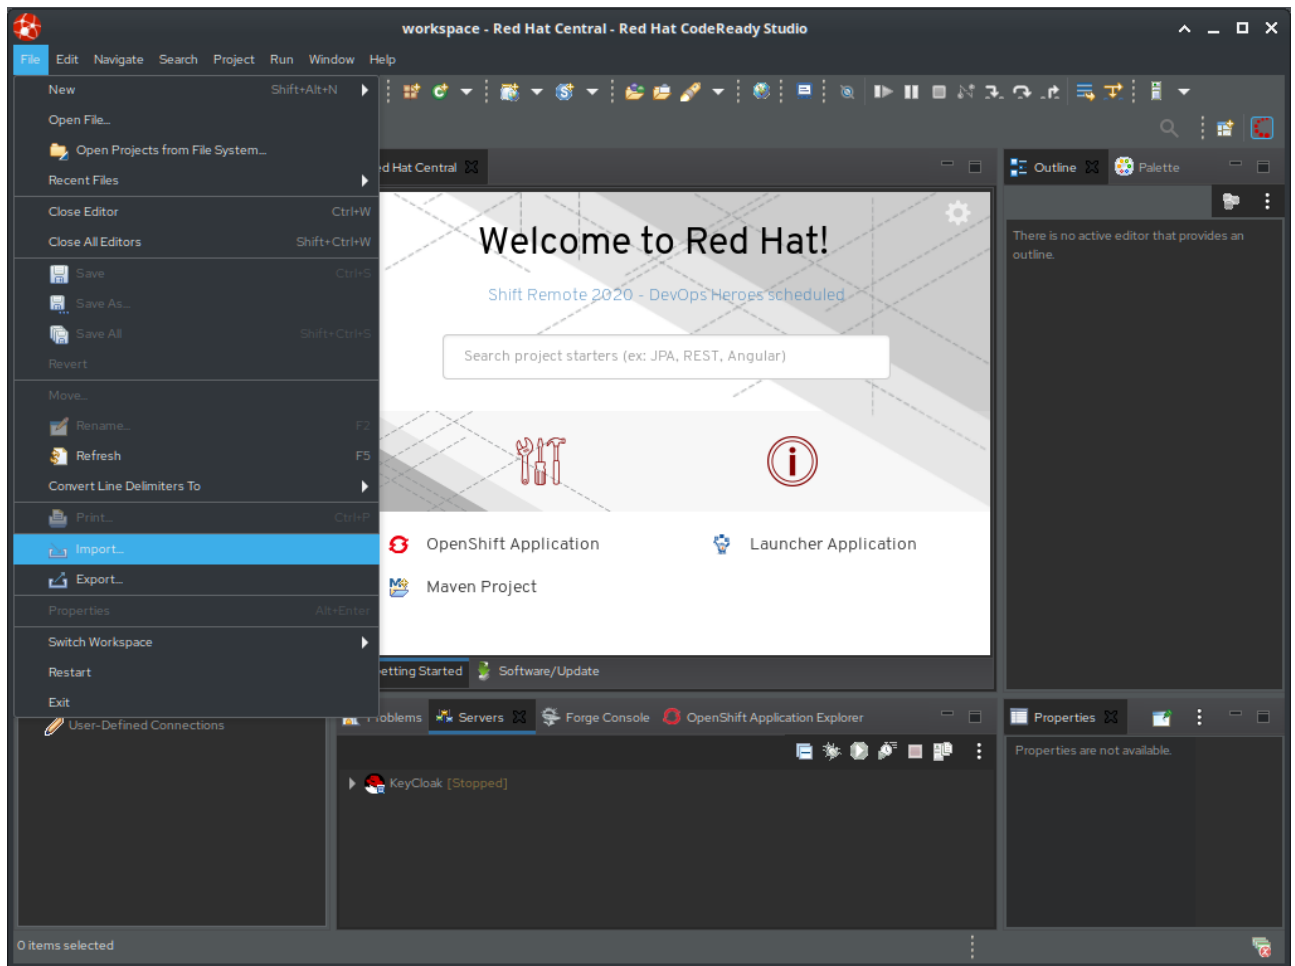 workspace - Red Hat Central - Red Hat CodeReady Studio
File Edit Navigate Search Project Run Window Help
New Shift+Alt+N
Open File...
Open Projects from File System...
Recent Files
Close Editor Ctrl+W
Close All Editors Shift+Ctrl+W
Save Ctrl+S
Save As...
Save All Shift+Ctrl+S
Revert
Move...
Rename... F2
Refresh F5
Convert Line Delimiters To
Print... Ctrl+P
Import...
Export...
Properties Alt+Enter
Switch Workspace
Restart
Exit
User-Defined Connections
ed Hat Central
Welcome to Red Hat!
Shift Remote 2020 - DevOps Heroes scheduled
Search project starters (ex: JPA, REST, Angular)
OpenShift Application Launcher Application
Maven Project
etting Started Software/Update
Outline Palette
There is no active editor that provides an
outline.
oblems Servers Forge Console OpenShift Application Explorer
KeyCloak [Stopped]
Properties
Properties are not available.
0 items selected